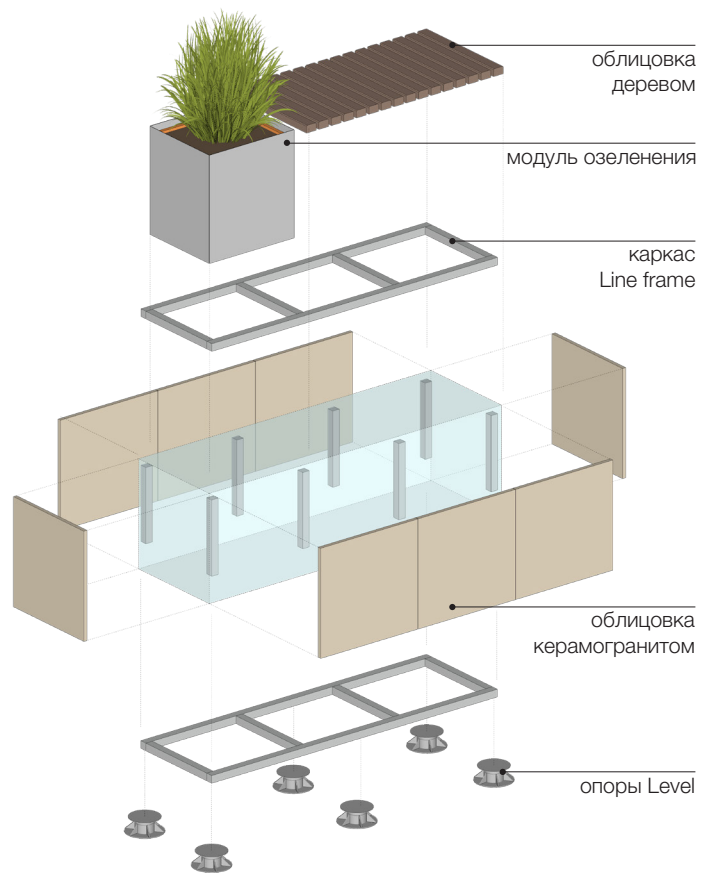 облицовка
деревом
модуль озеленения
каркас
Line frame
облицовка
керамогранитом
опоры Level